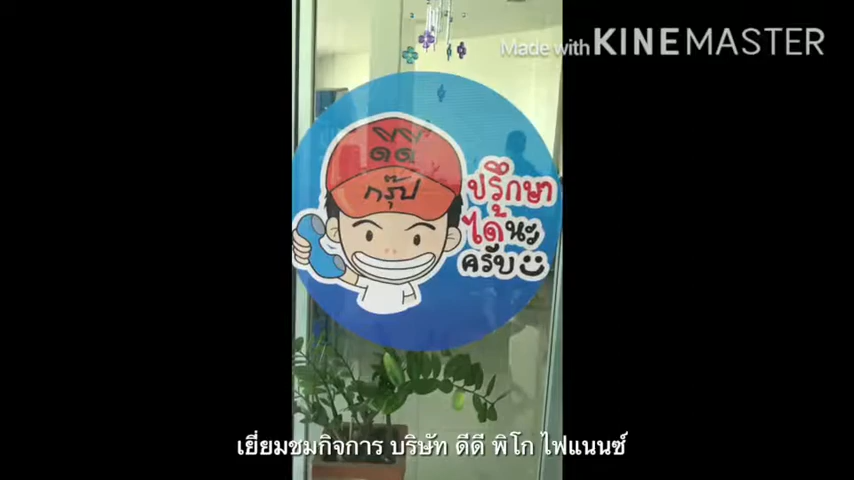 Made with KINEMASTER
ดีดี
กรุ๊ป
ปรึกษา
ได้นะ
ครับ
เยี่ยมชมกิจการ บริษัท ดีดี พิโก ไฟแนนซ์